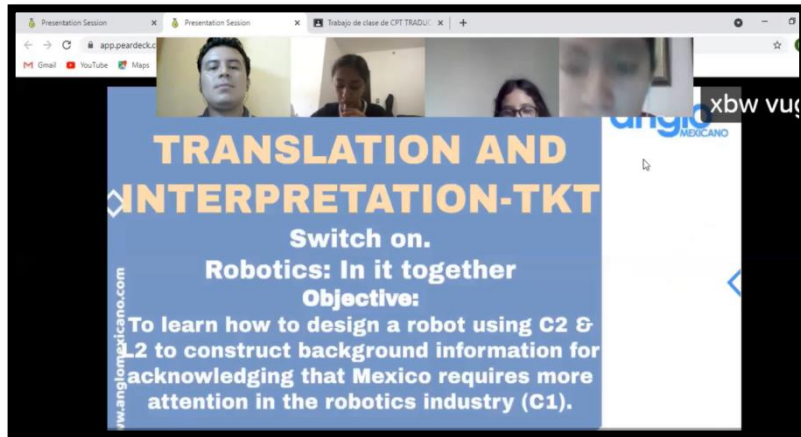 Presentation Session
Presentation Session
Trabajo de clase de CPT TRADUC
app.peardeck.c
Gmail
YouTube
Maps
xbw vug
anglo
MEXICANO
TRANSLATION AND
INTERPRETATION-TKT
Switch on.
Robotics: In it together
Objective:
To learn how to design a robot using C2 &
L2 to construct background information for
acknowledging that Mexico requires more
attention in the robotics industry (C1).
ww.anglomexicano.com